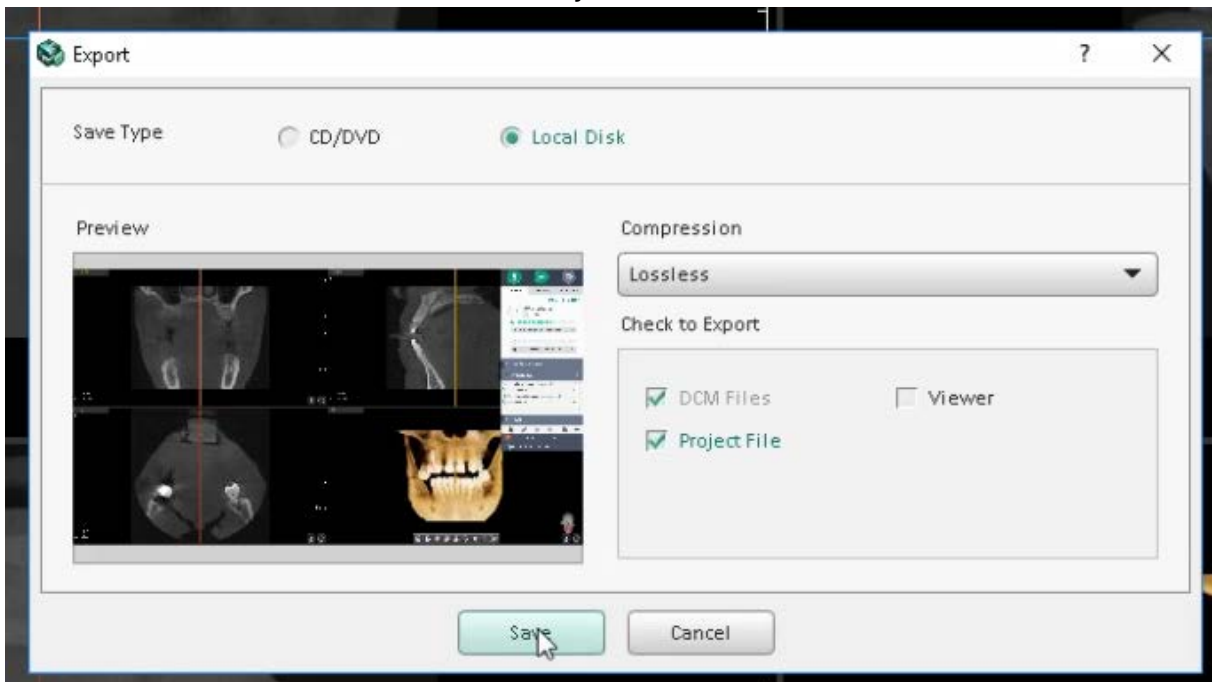 Export
?
Save Type
CD/DVD
Local Disk
Preview
Compression
Lossless
Check to Export
DCM Files
Viewer
Project File
Save
Cancel